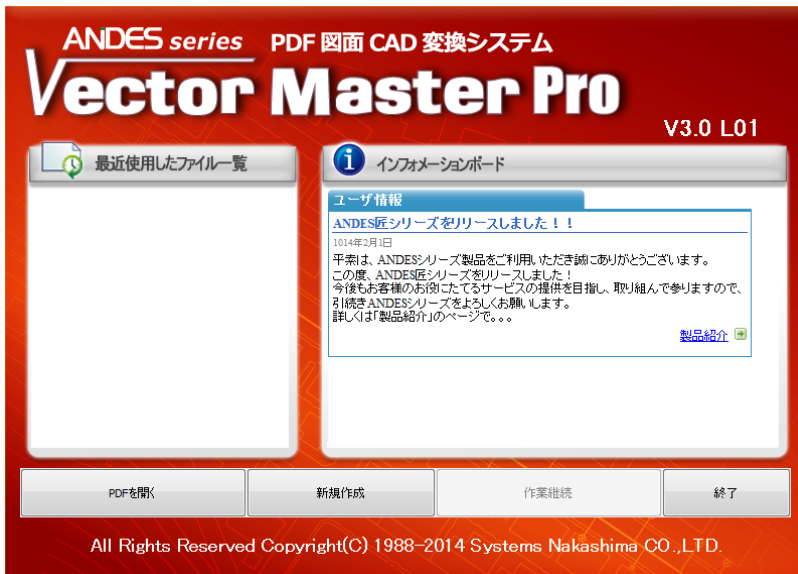 ANDES series PDF 図面 CAD 変換システム
Vector Master Pro
V3.0 L01
最近使用したファイル一覧
インフォメーションボード
ユーザ情報
ANDES匠シリーズをリリースしました！！
1014年2月1日
平素は、ANDESシリーズ製品をご利用いただき誠にありがとうございます。
この度、ANDES匠シリーズをリリースしました！
今後もお客様のお役にたてるサービスの提供を目指し、取り組んで参りますので、
引続きANDESシリーズをよろしくお願いします。
詳しくは「製品紹介」のページで。。。
製品紹介
PDFを開く
新規作成
作業継続
終了
All Rights Reserved Copyright(C) 1988-2014 Systems Nakashima CO.,LTD.